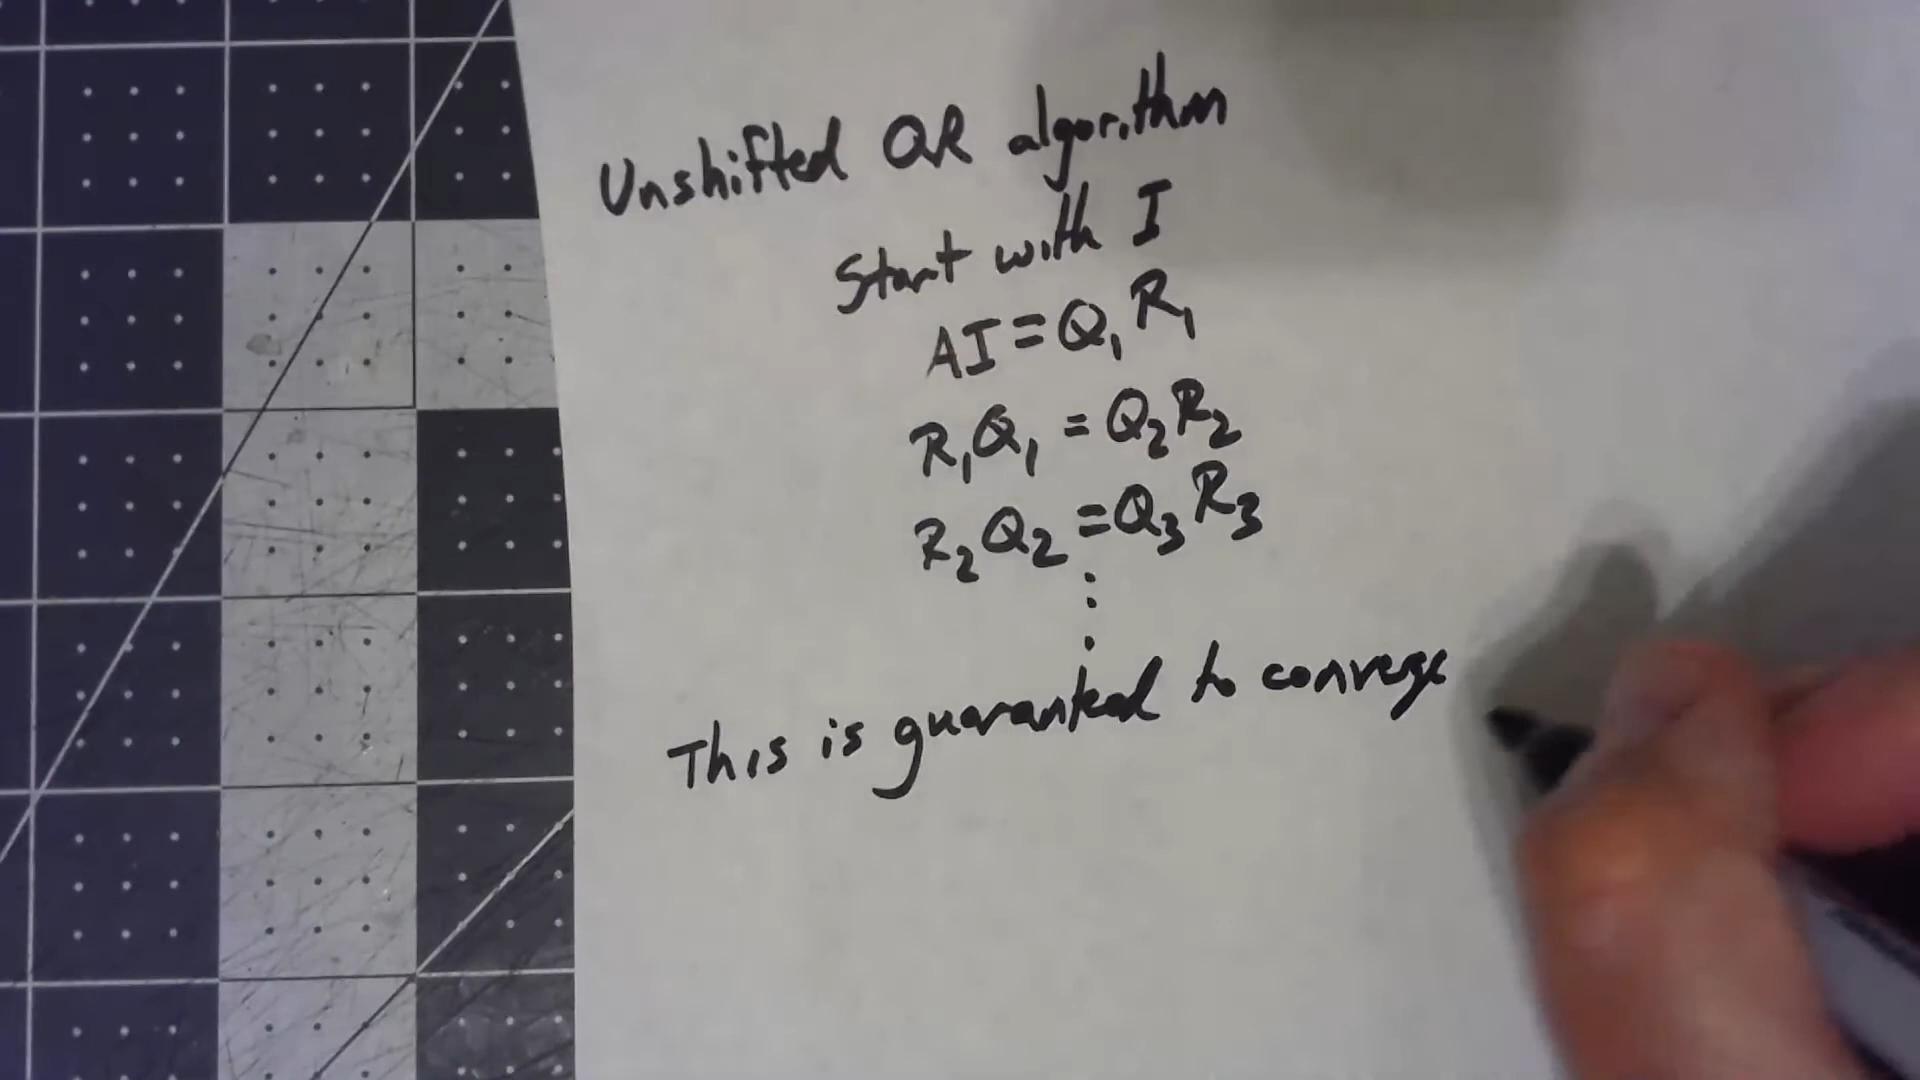 Unshifted QR algorithm
Start with I
AI = Q₁R₁
R₁Q₁ = Q₂R₂
R₂Q₂ = Q₃R₃
⋮
This is guaranteed to converge